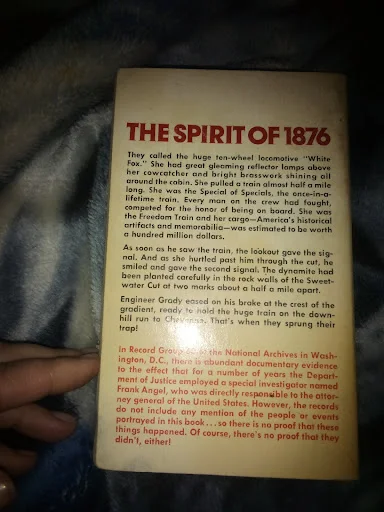 THE SPIRIT OF 1876
They called the huge ten-wheel locomotive "White
Fox." She had great gleaming reflector lamps above
her cowcatcher and bright brasswork shining all
around the cabin. She pulled a train almost half a mile
long. She was the Special of Specials, the once-in-a-
lifetime train. Every man on the crew had fought,
competed for the honor of being on board. She was
the Freedom Train and her cargo—America's historical
artifacts and memorabilia—was estimated to be worth
a hundred million dollars.
As soon as he saw the train, the lookout gave the sig-
nal. And as she hurtled past him through the cut, he
smiled and gave the second signal. The dynamite had
been planted carefully in the rock walls of the Sweet-
water Cut at two marks about a half a mile apart.
Engineer Grady eased on his brake at the crest of the
gradient, ready to hold the huge train on the down-
hill run to Cheyenne. That's when they sprung their
trap!
In Record Group of the National Archives in Wash-
ington, D.C., there is abundant documentary evidence
to the effect that for a number of years the Depart-
ment of Justice employed a special investigator named
Frank Angel, who was directly responsible to the attor-
ney general of the United States. However, the records
do not include any mention of the people or events
portrayed in this book...so there is no proof that these
things happened. Of course, there's no proof that they
didn't, either!